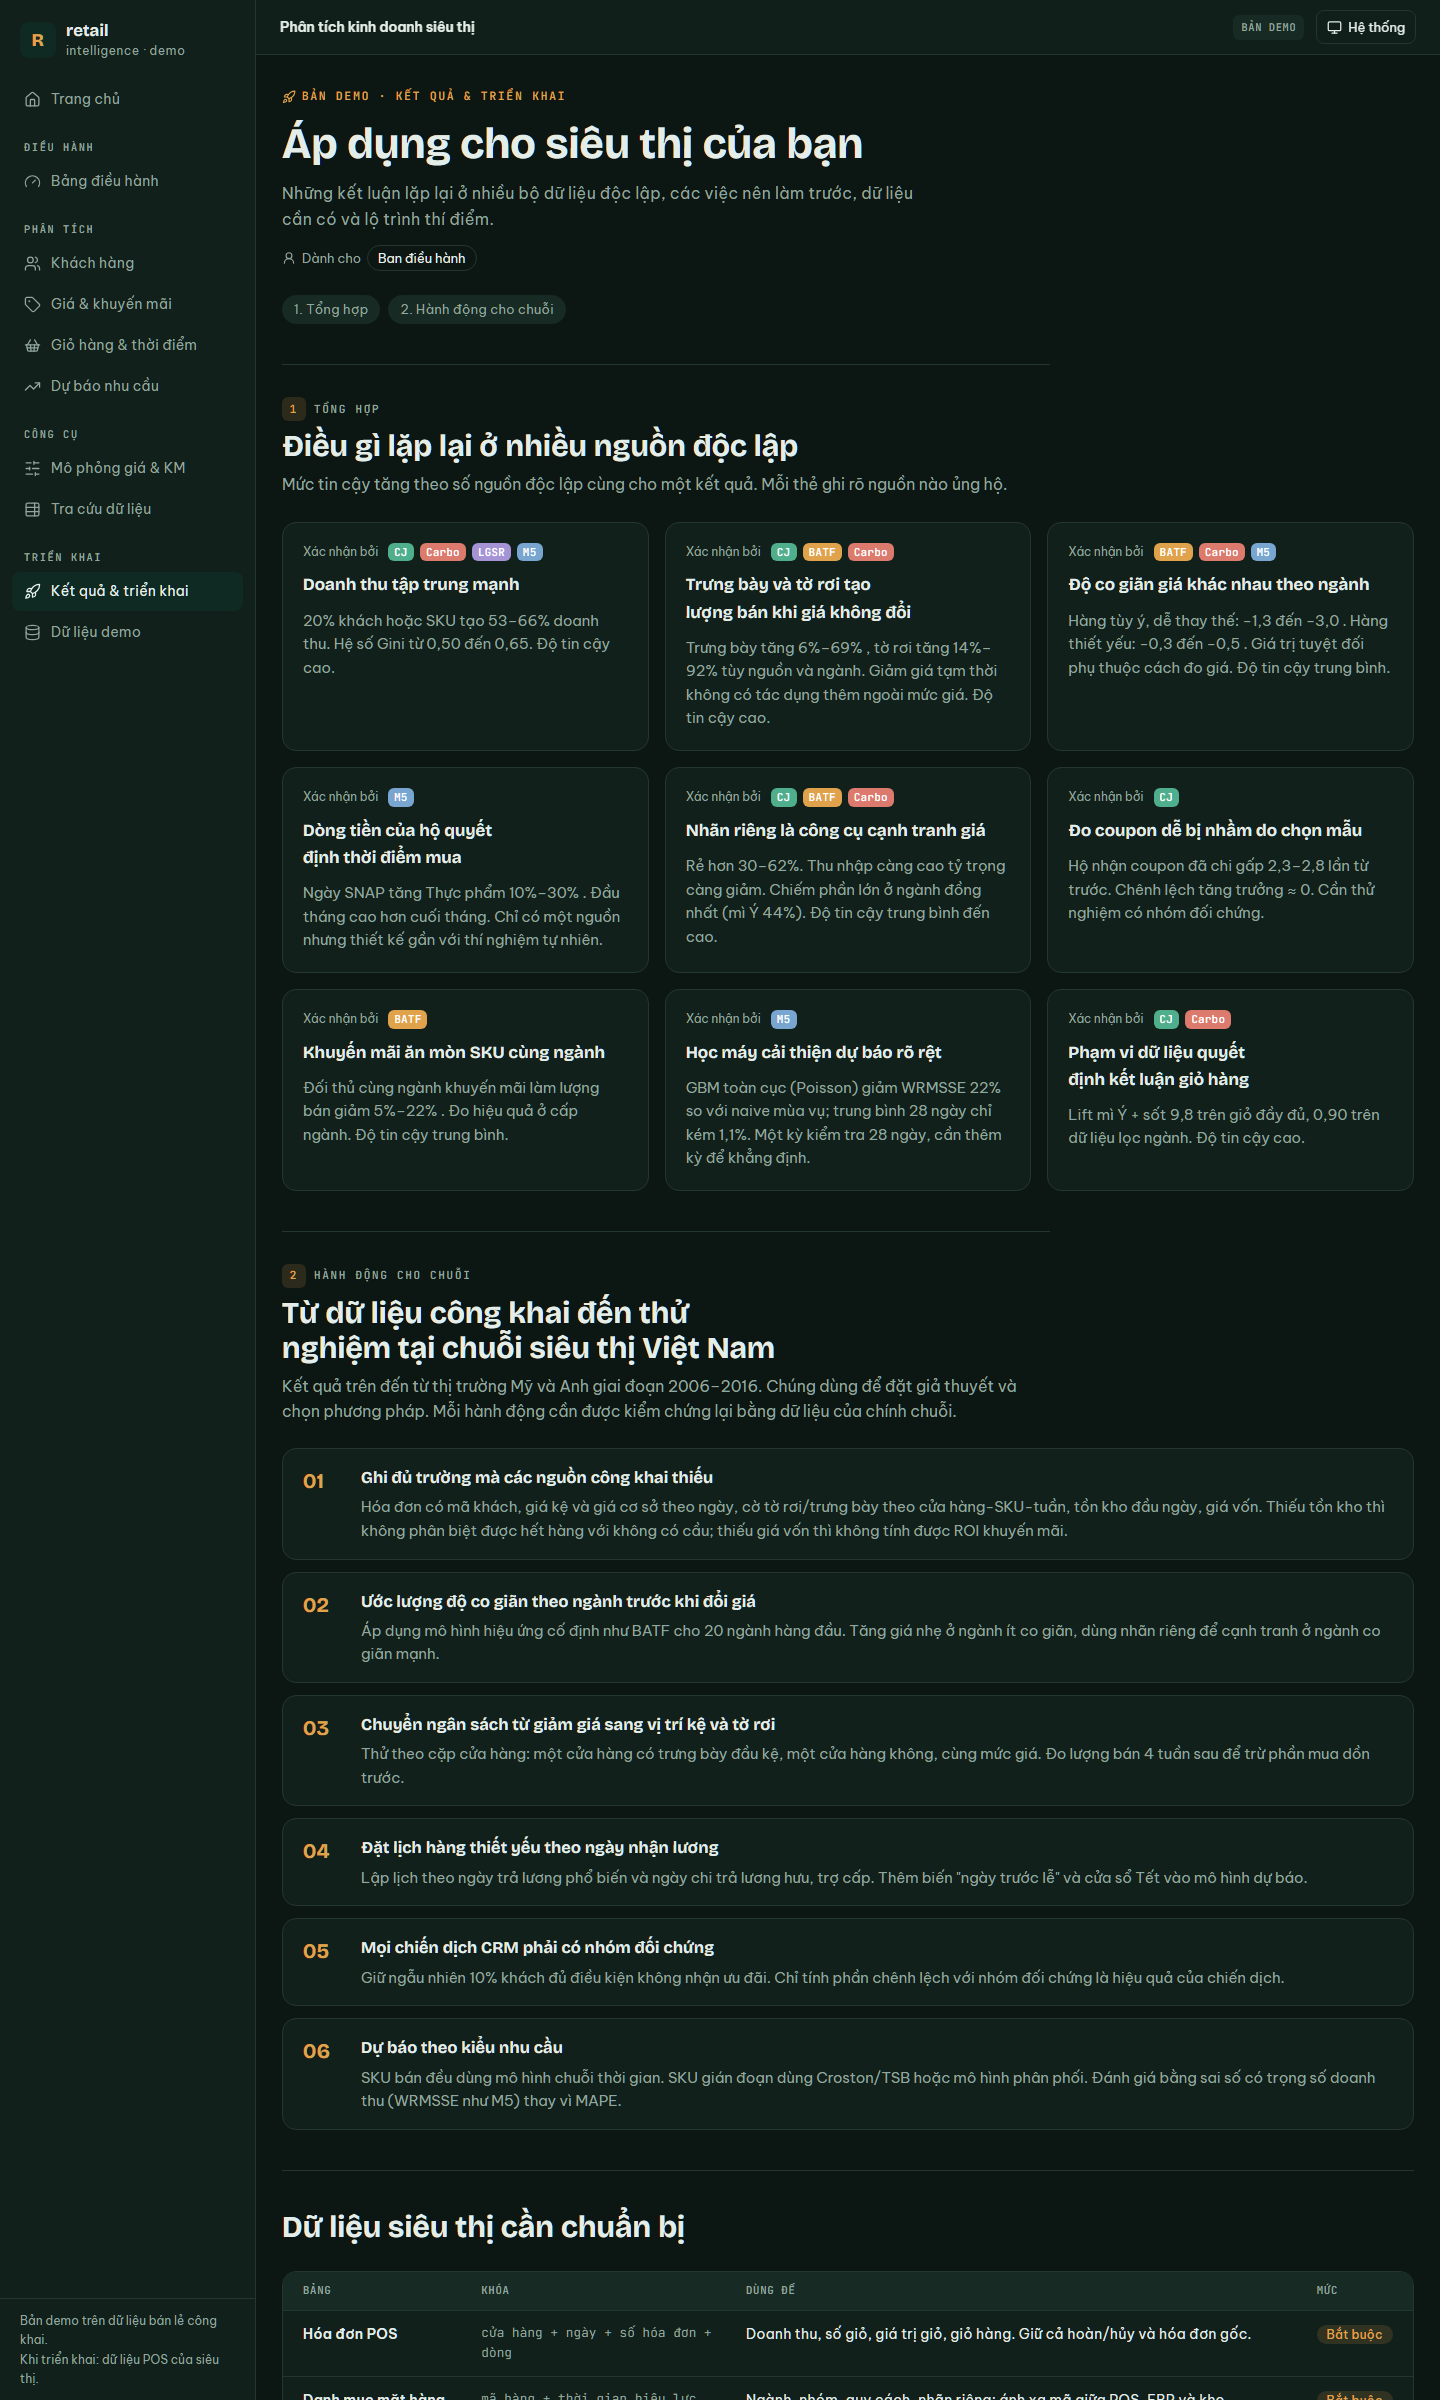 R
retail
intelligence · demo
Trang chủ
ĐIỀU HÀNH
Bảng điều hành
PHÂN TÍCH
Khách hàng
Giá & khuyến mãi
Giỏ hàng & thời điểm
Dự báo nhu cầu
CÔNG CỤ
Mô phỏng giá & KM
Tra cứu dữ liệu
TRIỂN KHAI
Kết quả & triển khai
Dữ liệu demo
Bản demo trên dữ liệu bán lẻ công
khai.
Khi triển khai: dữ liệu POS của siêu
thị.
Phân tích kinh doanh siêu thị
BẢN DEMO
Hệ thống
BẢN DEMO · KẾT QUẢ & TRIỂN KHAI
Áp dụng cho siêu thị của bạn
Những kết luận lặp lại ở nhiều bộ dữ liệu độc lập, các việc nên làm trước, dữ liệu
cần có và lộ trình thí điểm.
Dành cho Ban điều hành
1. Tổng hợp
2. Hành động cho chuỗi
1 TỔNG HỢP
Điều gì lặp lại ở nhiều nguồn độc lập
Mức tin cậy tăng theo số nguồn độc lập cùng cho một kết quả. Mỗi thẻ ghi rõ nguồn nào ủng hộ.
Xác nhận bởi CJ Carbo LGSR M5
Doanh thu tập trung mạnh
20% khách hoặc SKU tạo 53–66% doanh
thu. Hệ số Gini từ 0,50 đến 0,65. Độ tin cậy
cao.
Xác nhận bởi CJ BATF Carbo
Trưng bày và tờ rơi tạo
lượng bán khi giá không đổi
Trưng bày tăng 6%–69% , tờ rơi tăng 14%–
92% tùy nguồn và ngành. Giảm giá tạm thời
không có tác dụng thêm ngoài mức giá. Độ
tin cậy cao.
Xác nhận bởi BATF Carbo M5
Độ co giãn giá khác nhau theo ngành
Hàng tùy ý, dễ thay thế: −1,3 đến −3,0 . Hàng
thiết yếu: −0,3 đến −0,5 . Giá trị tuyệt đối
phụ thuộc cách đo giá. Độ tin cậy trung bình.
Xác nhận bởi M5
Dòng tiền của hộ quyết
định thời điểm mua
Ngày SNAP tăng Thực phẩm 10%–30% . Đầu
tháng cao hơn cuối tháng. Chỉ có một nguồn
nhưng thiết kế gần với thí nghiệm tự nhiên.
Xác nhận bởi CJ BATF Carbo
Nhãn riêng là công cụ cạnh tranh giá
Rẻ hơn 30–62%. Thu nhập càng cao tỷ trọng
càng giảm. Chiếm phần lớn ở ngành đồng
nhất (mì Ý 44%). Độ tin cậy trung bình đến
cao.
Xác nhận bởi CJ
Đo coupon dễ bị nhầm do chọn mẫu
Hộ nhận coupon đã chi gấp 2,3–2,8 lần từ
trước. Chênh lệch tăng trưởng ≈ 0. Cần thử
nghiệm có nhóm đối chứng.
Xác nhận bởi BATF
Khuyến mãi ăn mòn SKU cùng ngành
Đối thủ cùng ngành khuyến mãi làm lượng
bán giảm 5%–22% . Đo hiệu quả ở cấp
ngành. Độ tin cậy trung bình.
Xác nhận bởi M5
Học máy cải thiện dự báo rõ rệt
GBM toàn cục (Poisson) giảm WRMSSE 22%
so với naive mùa vụ; trung bình 28 ngày chỉ
kém 1,1%. Một kỳ kiểm tra 28 ngày, cần thêm
kỳ để khẳng định.
Xác nhận bởi CJ Carbo
Phạm vi dữ liệu quyết
định kết luận giỏ hàng
Lift mì Ý + sốt 9,8 trên giỏ đầy đủ, 0,90 trên
dữ liệu lọc ngành. Độ tin cậy cao.
2 HÀNH ĐỘNG CHO CHUỖI
Từ dữ liệu công khai đến thử
nghiệm tại chuỗi siêu thị Việt Nam
Kết quả trên đến từ thị trường Mỹ và Anh giai đoạn 2006–2016. Chúng dùng để đặt giả thuyết và
chọn phương pháp. Mỗi hành động cần được kiểm chứng lại bằng dữ liệu của chính chuỗi.
01 Ghi đủ trường mà các nguồn công khai thiếu
Hóa đơn có mã khách, giá kệ và giá cơ sở theo ngày, cờ tờ rơi/trưng bày theo cửa hàng-SKU-tuần, tồn kho đầu ngày, giá vốn. Thiếu tồn kho thì
không phân biệt được hết hàng với không có cầu; thiếu giá vốn thì không tính được ROI khuyến mãi.
02 Ước lượng độ co giãn theo ngành trước khi đổi giá
Áp dụng mô hình hiệu ứng cố định như BATF cho 20 ngành hàng đầu. Tăng giá nhẹ ở ngành ít co giãn, dùng nhãn riêng để cạnh tranh ở ngành co
giãn mạnh.
03 Chuyển ngân sách từ giảm giá sang vị trí kệ và tờ rơi
Thử theo cặp cửa hàng: một cửa hàng có trưng bày đầu kệ, một cửa hàng không, cùng mức giá. Đo lượng bán 4 tuần sau để trừ phần mua dồn
trước.
04 Đặt lịch hàng thiết yếu theo ngày nhận lương
Lập lịch theo ngày trả lương phổ biến và ngày chi trả lương hưu, trợ cấp. Thêm biến "ngày trước lễ" và cửa sổ Tết vào mô hình dự báo.
05 Mọi chiến dịch CRM phải có nhóm đối chứng
Giữ ngẫu nhiên 10% khách đủ điều kiện không nhận ưu đãi. Chỉ tính phần chênh lệch với nhóm đối chứng là hiệu quả của chiến dịch.
06 Dự báo theo kiểu nhu cầu
SKU bán đều dùng mô hình chuỗi thời gian. SKU gián đoạn dùng Croston/TSB hoặc mô hình phân phối. Đánh giá bằng sai số có trọng số doanh
thu (WRMSSE như M5) thay vì MAPE.
Dữ liệu siêu thị cần chuẩn bị
BẢNG KHÓA DÙNG ĐỂ MỨC
Hóa đơn POS cửa hàng + ngày + số hóa đơn + Doanh thu, số giỏ, giá trị giỏ, giỏ hàng. Giữ cả hoàn/hủy và hóa đơn gốc. Bắt buộc
dòng
Danh mục mặt hàng mã hàng + thời gian hiệu lực Ngành, nhóm, quy cách, nhãn riêng; ánh xạ mã giữa POS, ERP và kho. Bắt buộc